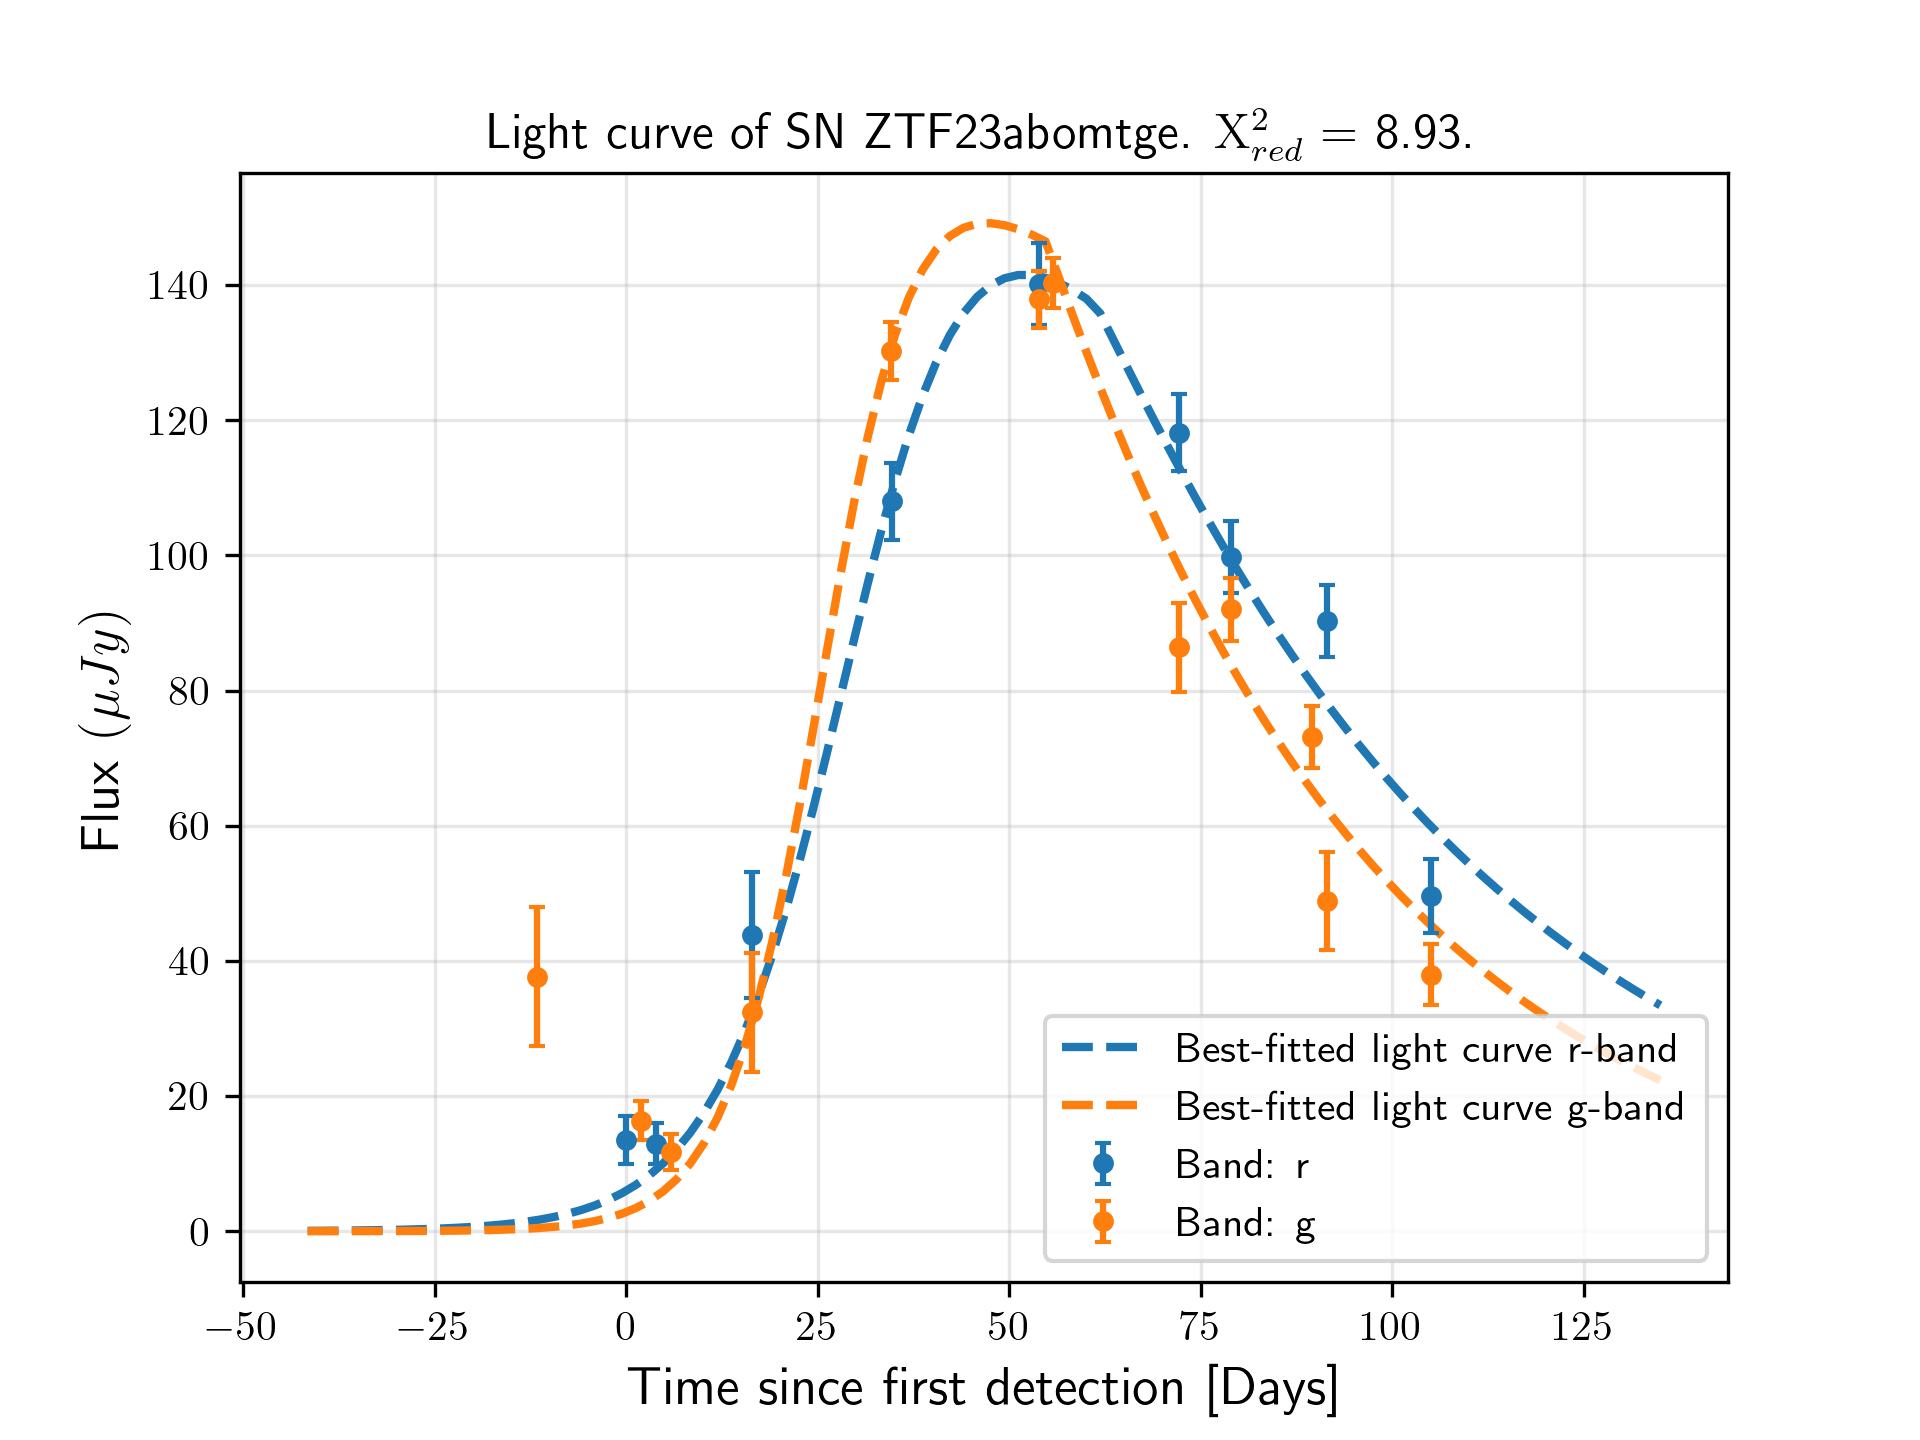 Light curve of SN ZTF23abomtge. X²_red = 8.93.
Flux (μJy)
140
120
100
80
60
40
20
0
−50 −25 0 25 50 75 100 125
Time since first detection [Days]
Best-fitted light curve r-band
Best-fitted light curve g-band
Band: r
Band: g